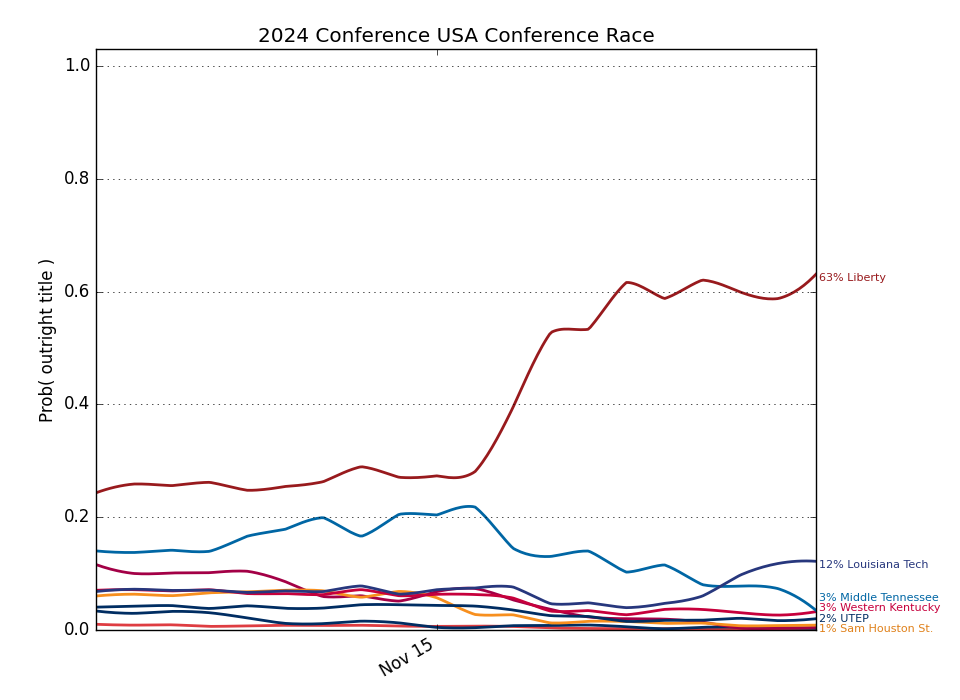 2024 Conference USA Conference Race
1.0
0.8
0.6
0.4
0.2
0.0
Prob( outright title )
Nov 15
63% Liberty
12% Louisiana Tech
3% Middle Tennessee
3% Western Kentucky
2% UTEP
1% Sam Houston St.